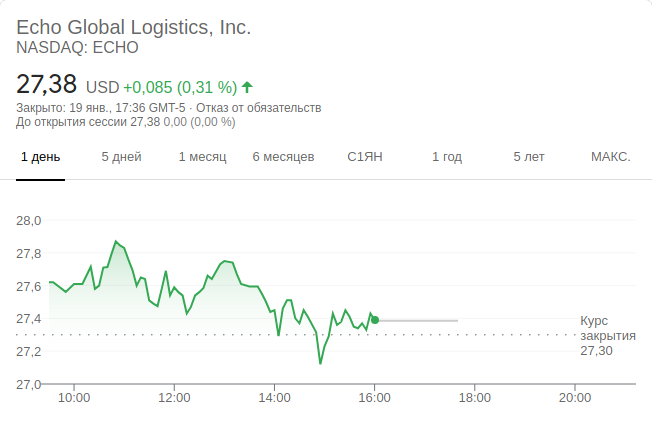 Echo Global Logistics, Inc.
NASDAQ: ECHO
27,38 USD +0,085 (0,31 %)
Закрыто: 19 янв., 17:36 GMT-5 · Отказ от обязательств
До открытия сессии 27,38 0,00 (0,00 %)
1 день 5 дней 1 месяц 6 месяцев С1ЯН 1 год 5 лет МАКС.
28,0
27,8
27,6
27,4
Курс
закрытия
27,30
27,2
27,0
10:00 12:00 14:00 16:00 18:00 20:00